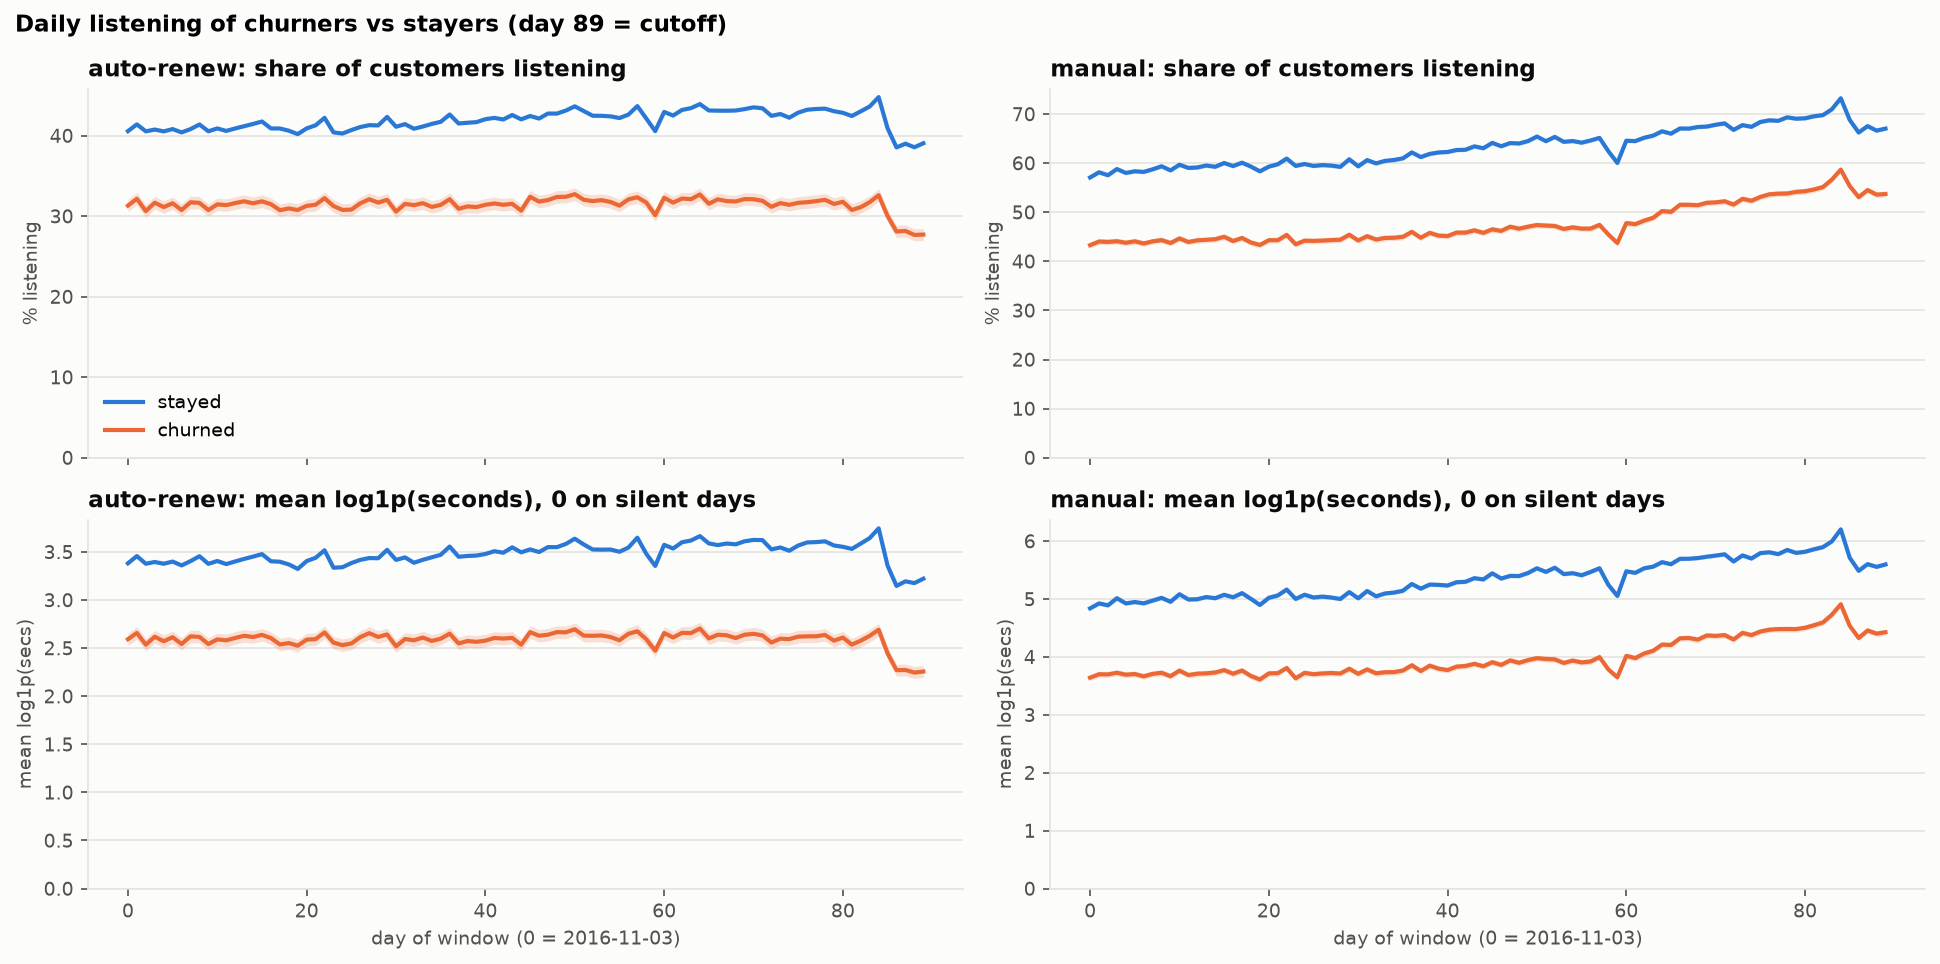 Daily listening of churners vs stayers (day 89 = cutoff)
auto-renew: share of customers listening
% listening
40
30
20
10
0
stayed
churned
manual: share of customers listening
% listening
70
60
50
40
30
20
10
0
auto-renew: mean log1p(seconds), 0 on silent days
mean log1p(secs)
3.5
3.0
2.5
2.0
1.5
1.0
0.5
0.0
0 20 40 60 80
day of window (0 = 2016-11-03)
manual: mean log1p(seconds), 0 on silent days
mean log1p(secs)
6
5
4
3
2
1
0
0 20 40 60 80
day of window (0 = 2016-11-03)